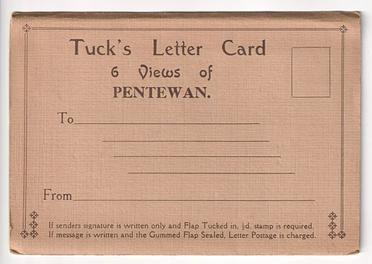 Tuck's Letter Card
6 Views of
PENTEWAN.
To
From
If senders signature is written only and Flap Tucked in, ½d. stamp is required.
If message is written and the Gummed Flap Sealed, Letter Postage is charged.